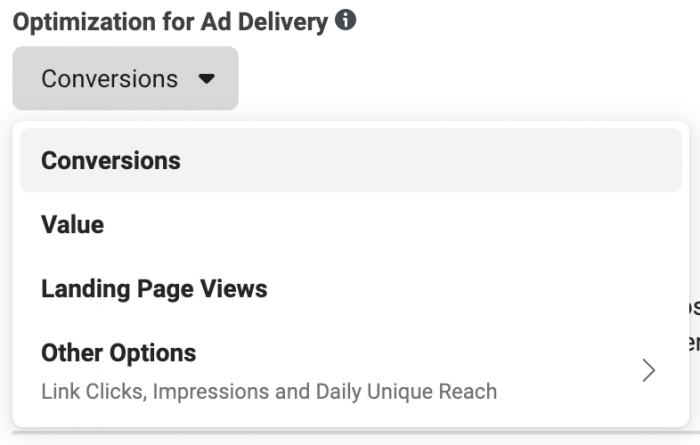 Optimization for Ad Delivery
Conversions
Conversions
Value
Landing Page Views
Other Options
Link Clicks, Impressions and Daily Unique Reach